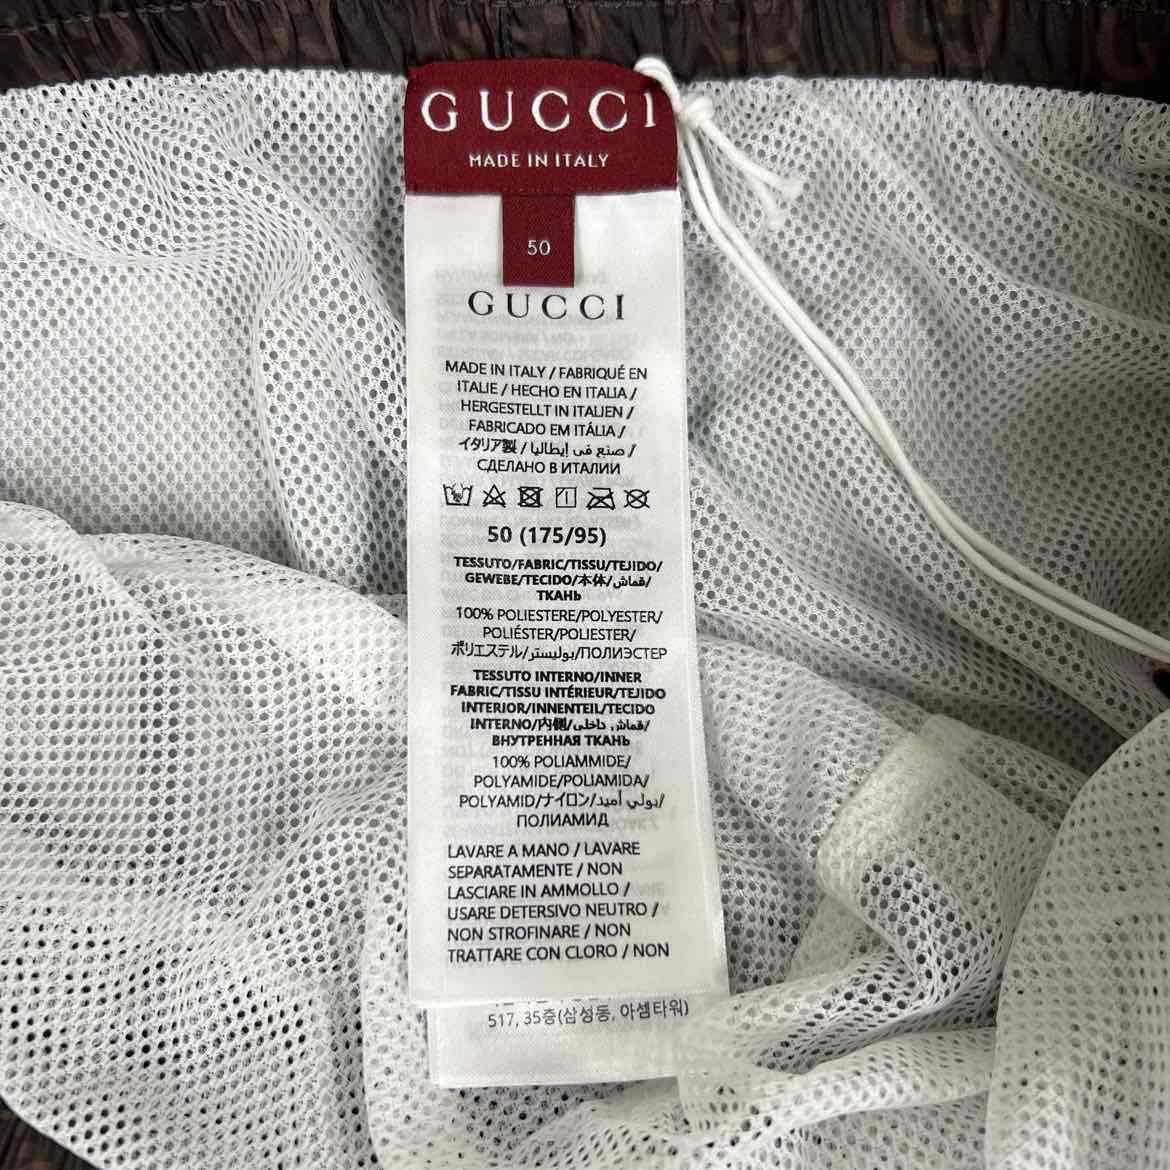 GUCCI
MADE IN ITALY
50
GUCCI
MADE IN ITALY / FABRIQUÉ EN
ITALIE / HECHO EN ITALIA /
HERGESTELLT IN ITALIEN /
FABRICADO EM ITÁLIA /
イタリア製 / صنع في إيطاليا /
СДЕЛАНО В ИТАЛИИ
50 (175/95)
TESSUTO/FABRIC/TISSU/TEJIDO/
GEWEBE/TECIDO/本体/قماش/
ТКАНЬ
100% POLIESTERE/POLYESTER/
POLIÉSTER/POLIESTER/
ポリエステル/بوليستر/ПОЛИЭСТЕР
TESSUTO INTERNO/INNER
FABRIC/TISSU INTÉRIEUR/TEJIDO
INTERIOR/INNENTEIL/TECIDO
INTERNO/内側/قماش داخلي/
ВНУТРЕННАЯ ТКАНЬ
100% POLIAMMIDE/
POLYAMIDE/POLIAMIDA/
POLYAMID/ナイロン/بولي أميد/
ПОЛИАМИД
LAVARE A MANO / LAVARE
SEPARATAMENTE / NON
LASCIARE IN AMMOLLO /
USARE DETERSIVO NEUTRO /
NON STROFINARE / NON
TRATTARE CON CLORO / NON
517, 35층(삼성동, 아셈타워)